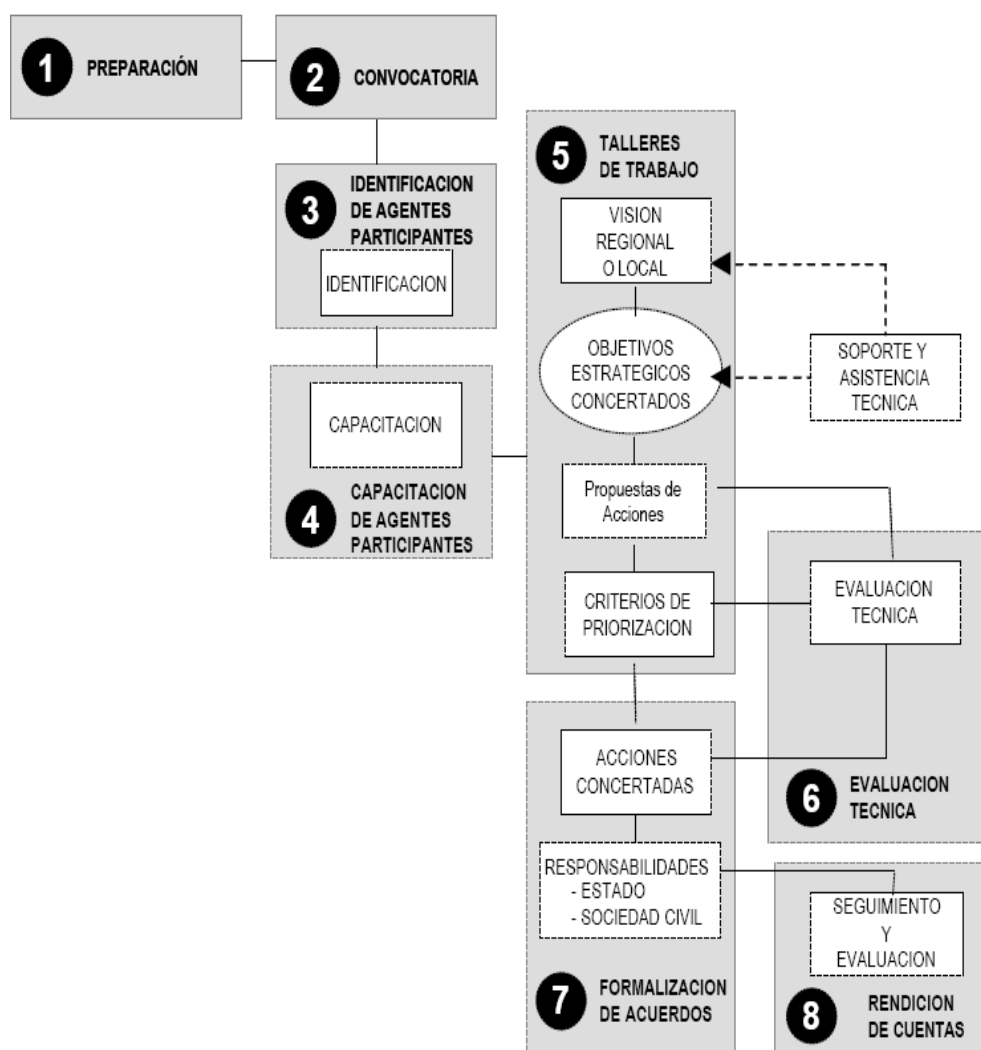 1 PREPARACIÓN
2 CONVOCATORIA
3 IDENTIFICACION
DE AGENTES
PARTICIPANTES
IDENTIFICACION
CAPACITACION
4 CAPACITACION
DE AGENTES
PARTICIPANTES
5 TALLERES
DE TRABAJO
VISION
REGIONAL
O LOCAL
OBJETIVOS
ESTRATEGICOS
CONCERTADOS
SOPORTE Y
ASISTENCIA
TECNICA
Propuestas de
Acciones
CRITERIOS DE
PRIORIZACION
EVALUACION
TECNICA
6 EVALUACION
TECNICA
ACCIONES
CONCERTADAS
RESPONSABILIDADES
- ESTADO
- SOCIEDAD CIVIL
7 FORMALIZACION
DE ACUERDOS
SEGUIMIENTO
Y
EVALUACION
8 RENDICION
DE CUENTAS